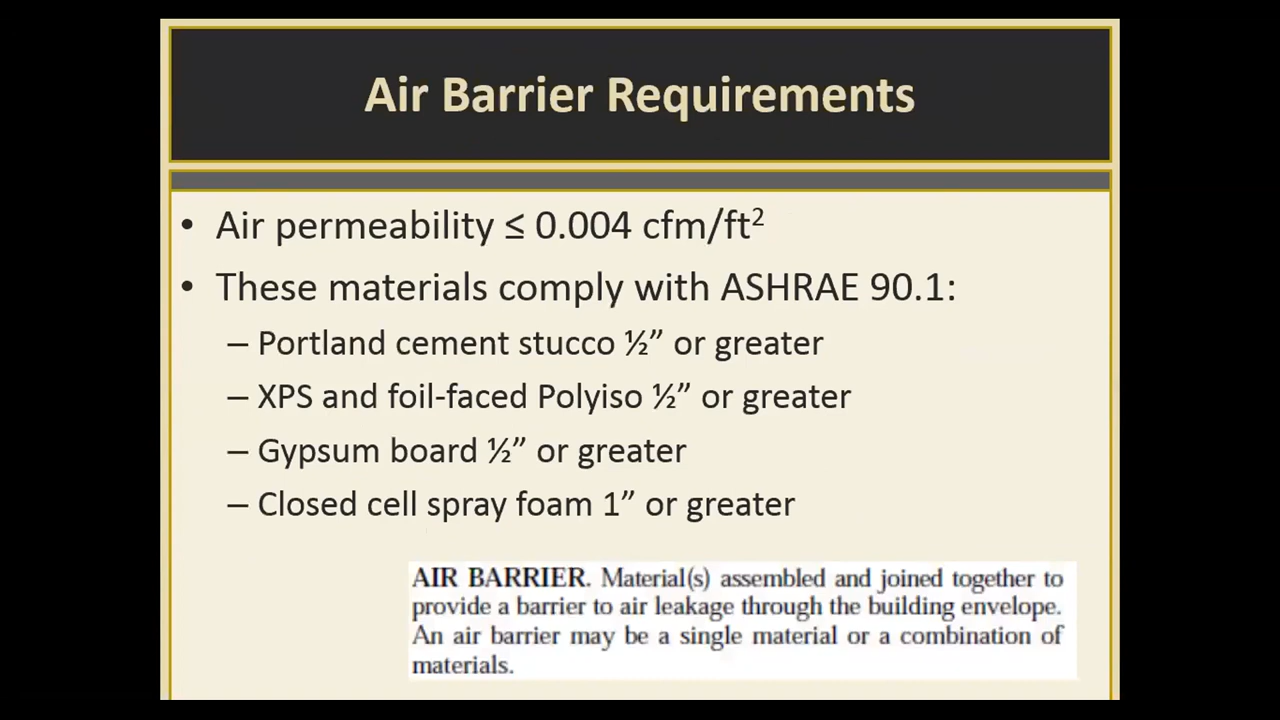 Air Barrier Requirements
• Air permeability ≤ 0.004 cfm/ft²
• These materials comply with ASHRAE 90.1:
– Portland cement stucco ½” or greater
– XPS and foil-faced Polyiso ½” or greater
– Gypsum board ½” or greater
– Closed cell spray foam 1” or greater
AIR BARRIER. Material(s) assembled and joined together to
provide a barrier to air leakage through the building envelope.
An air barrier may be a single material or a combination of
materials.